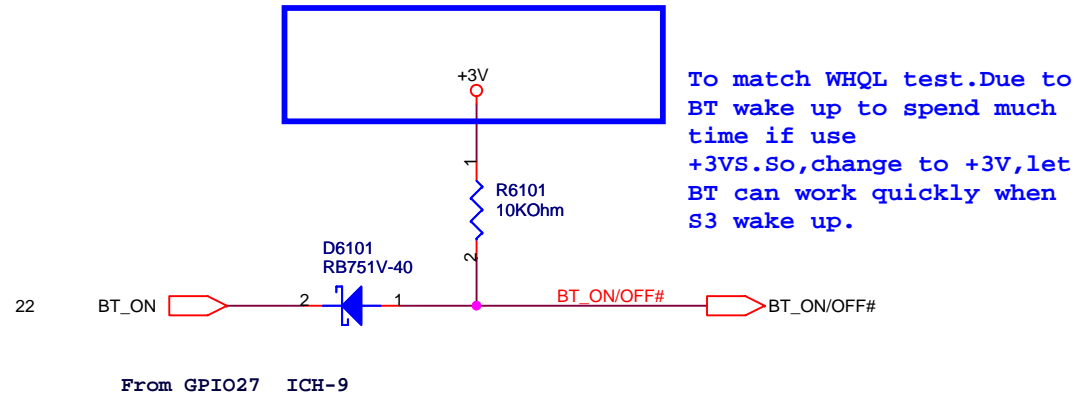 +3V
To match WHQL test.Due to
BT wake up to spend much
time if use
+3VS.So,change to +3V,let
BT can work quickly when
S3 wake up.
1
R6101
10KOhm
2
D6101
RB751V-40
22
BT_ON
2
1
BT_ON/OFF#
BT_ON/OFF#
From GPIO27 ICH-9